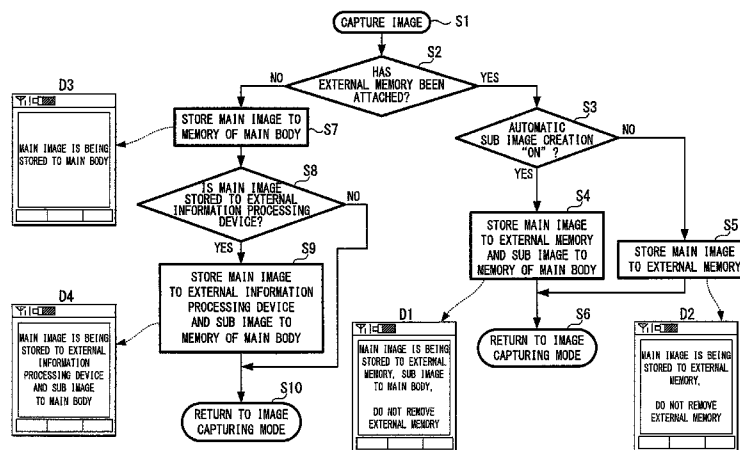 CAPTURE IMAGE
S1
S2
HAS
EXTERNAL MEMORY BEEN
ATTACHED?
NO
YES
D3
MAIN IMAGE IS BEING
STORED TO MAIN BODY
STORE MAIN IMAGE TO
MEMORY OF MAIN BODY
S7
S3
AUTOMATIC
SUB IMAGE CREATION
"ON" ?
NO
YES
S8
IS MAIN IMAGE
STORED TO EXTERNAL
INFORMATION PROCESSING
DEVICE?
NO
YES
S4
STORE MAIN IMAGE
TO EXTERNAL MEMORY
AND SUB IMAGE TO
MEMORY OF MAIN BODY
S5
STORE MAIN IMAGE
TO EXTERNAL MEMORY
S9
STORE MAIN IMAGE
TO EXTERNAL INFORMATION
PROCESSING DEVICE
AND SUB IMAGE TO
MEMORY OF MAIN BODY
D4
MAIN IMAGE IS BEING
STORED TO EXTERNAL
INFORMATION
PROCESSING DEVICE
AND SUB IMAGE
TO MAIN BODY
S6
RETURN TO IMAGE
CAPTURING MODE
D1
MAIN IMAGE IS BEING
STORED TO EXTERNAL
MEMORY, SUB IMAGE
TO MAIN BODY.
DO NOT REMOVE
EXTERNAL MEMORY
D2
MAIN IMAGE IS BEING
STORED TO EXTERNAL
MEMORY.
DO NOT REMOVE
EXTERNAL MEMORY
S10
RETURN TO IMAGE
CAPTURING MODE